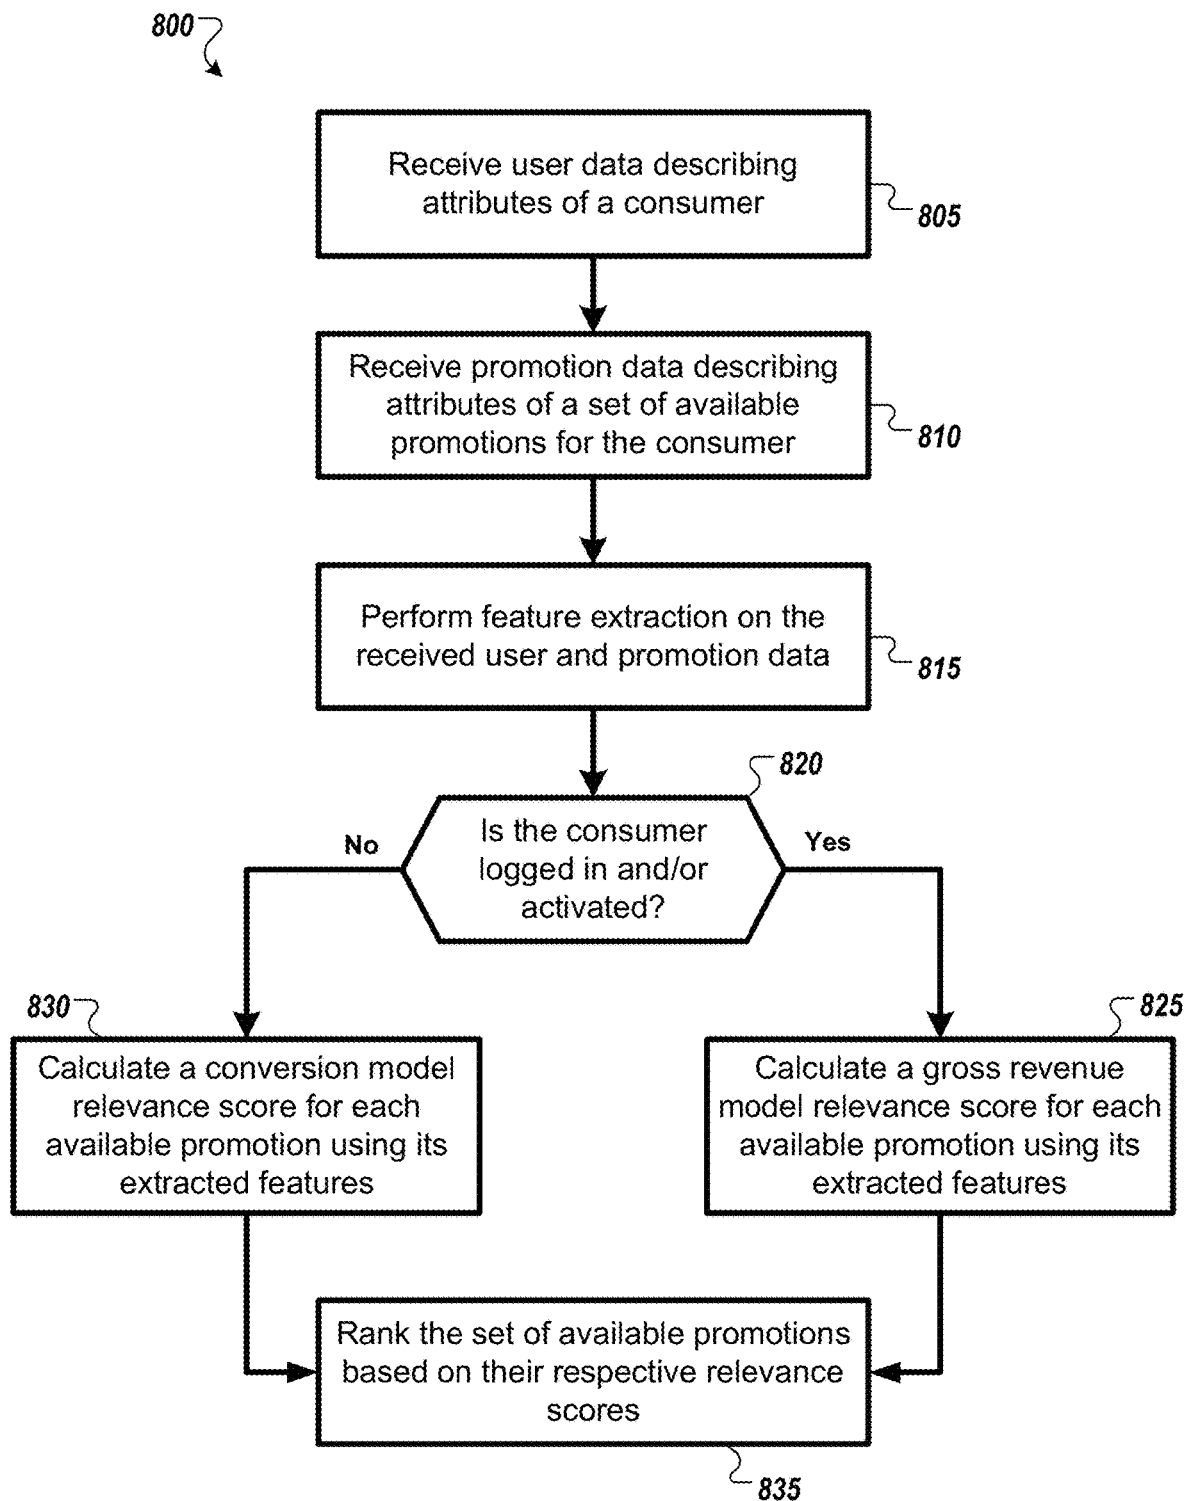 800
Receive user data describing
attributes of a consumer
805
Receive promotion data describing
attributes of a set of available
promotions for the consumer
810
Perform feature extraction on the
received user and promotion data
815
820
Is the consumer
logged in and/or
activated?
No
Yes
830
Calculate a conversion model
relevance score for each
available promotion using its
extracted features
825
Calculate a gross revenue
model relevance score for each
available promotion using its
extracted features
Rank the set of available promotions
based on their respective relevance
scores
835